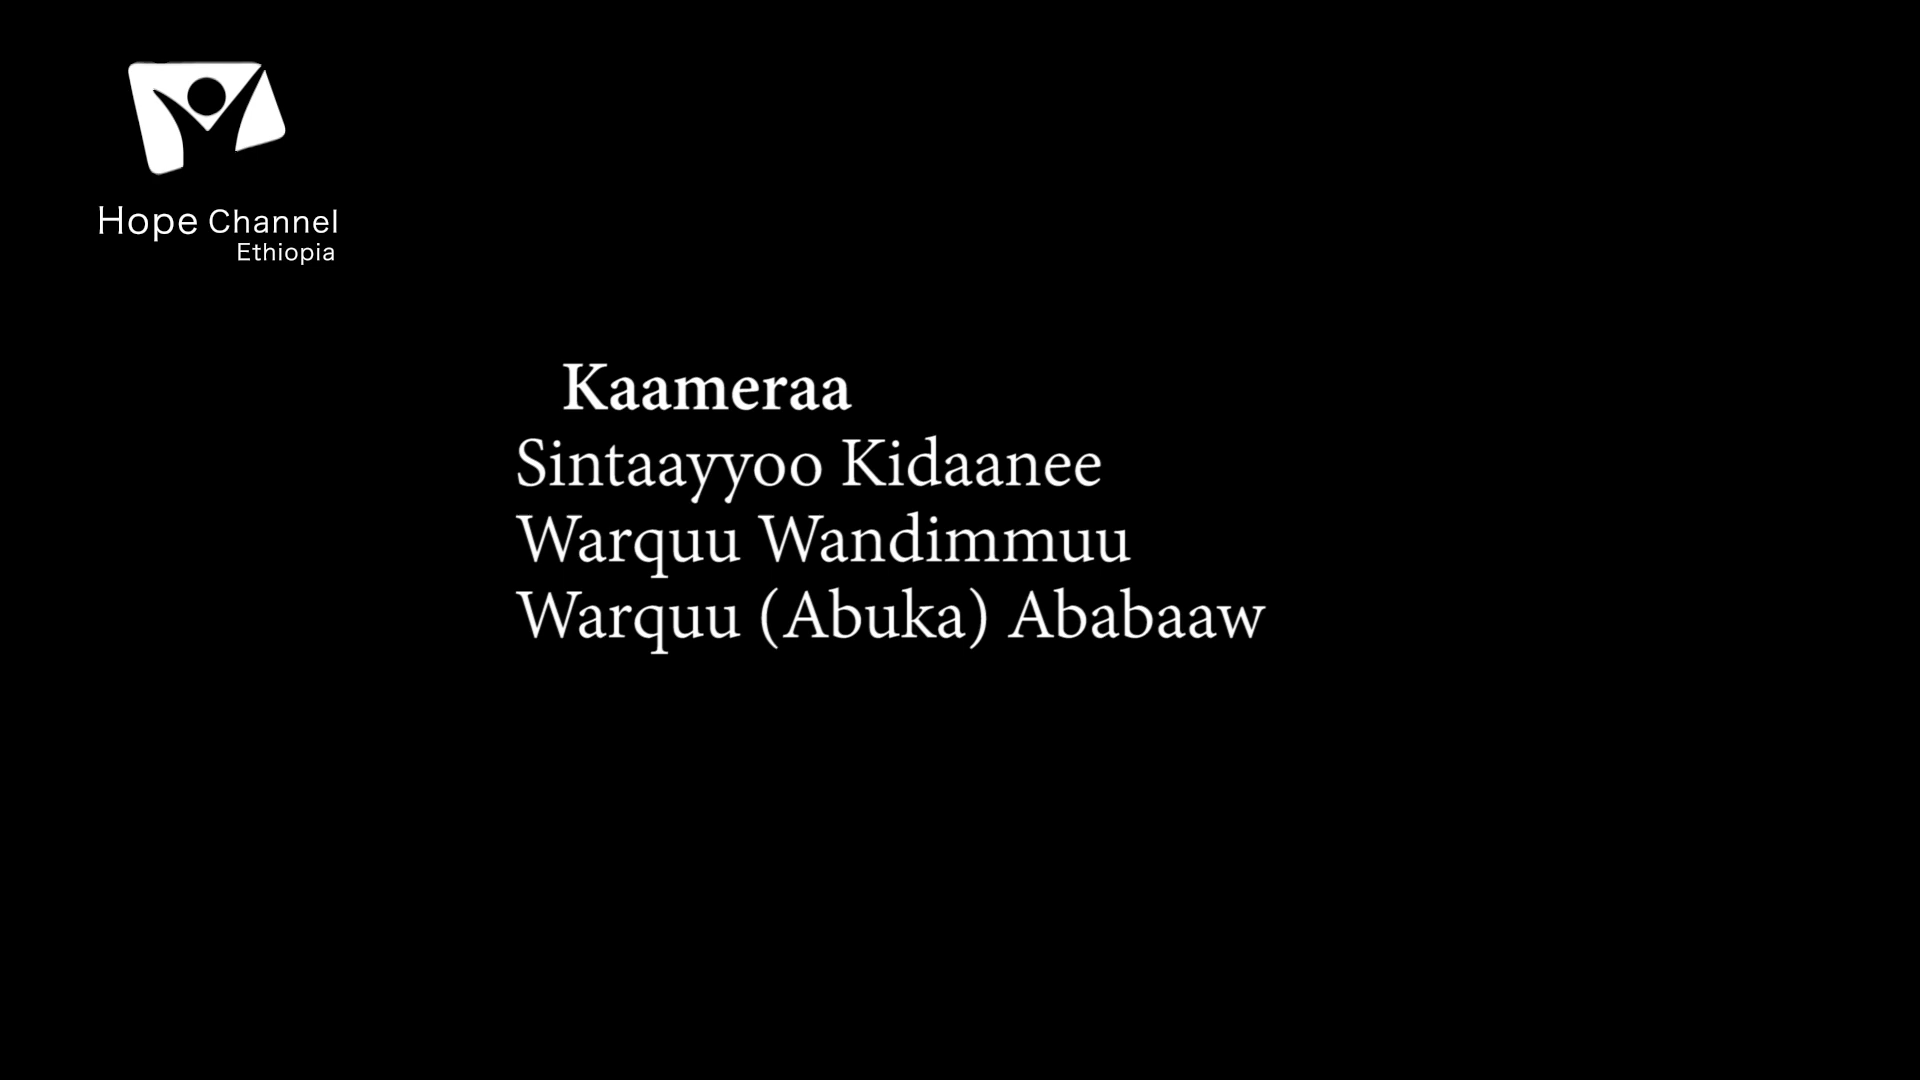 Hope Channel
Ethiopia
Kaameraa
Sintaayyoo Kidaanee
Warquu Wandimmuu
Warquu (Abuka) Ababaaw